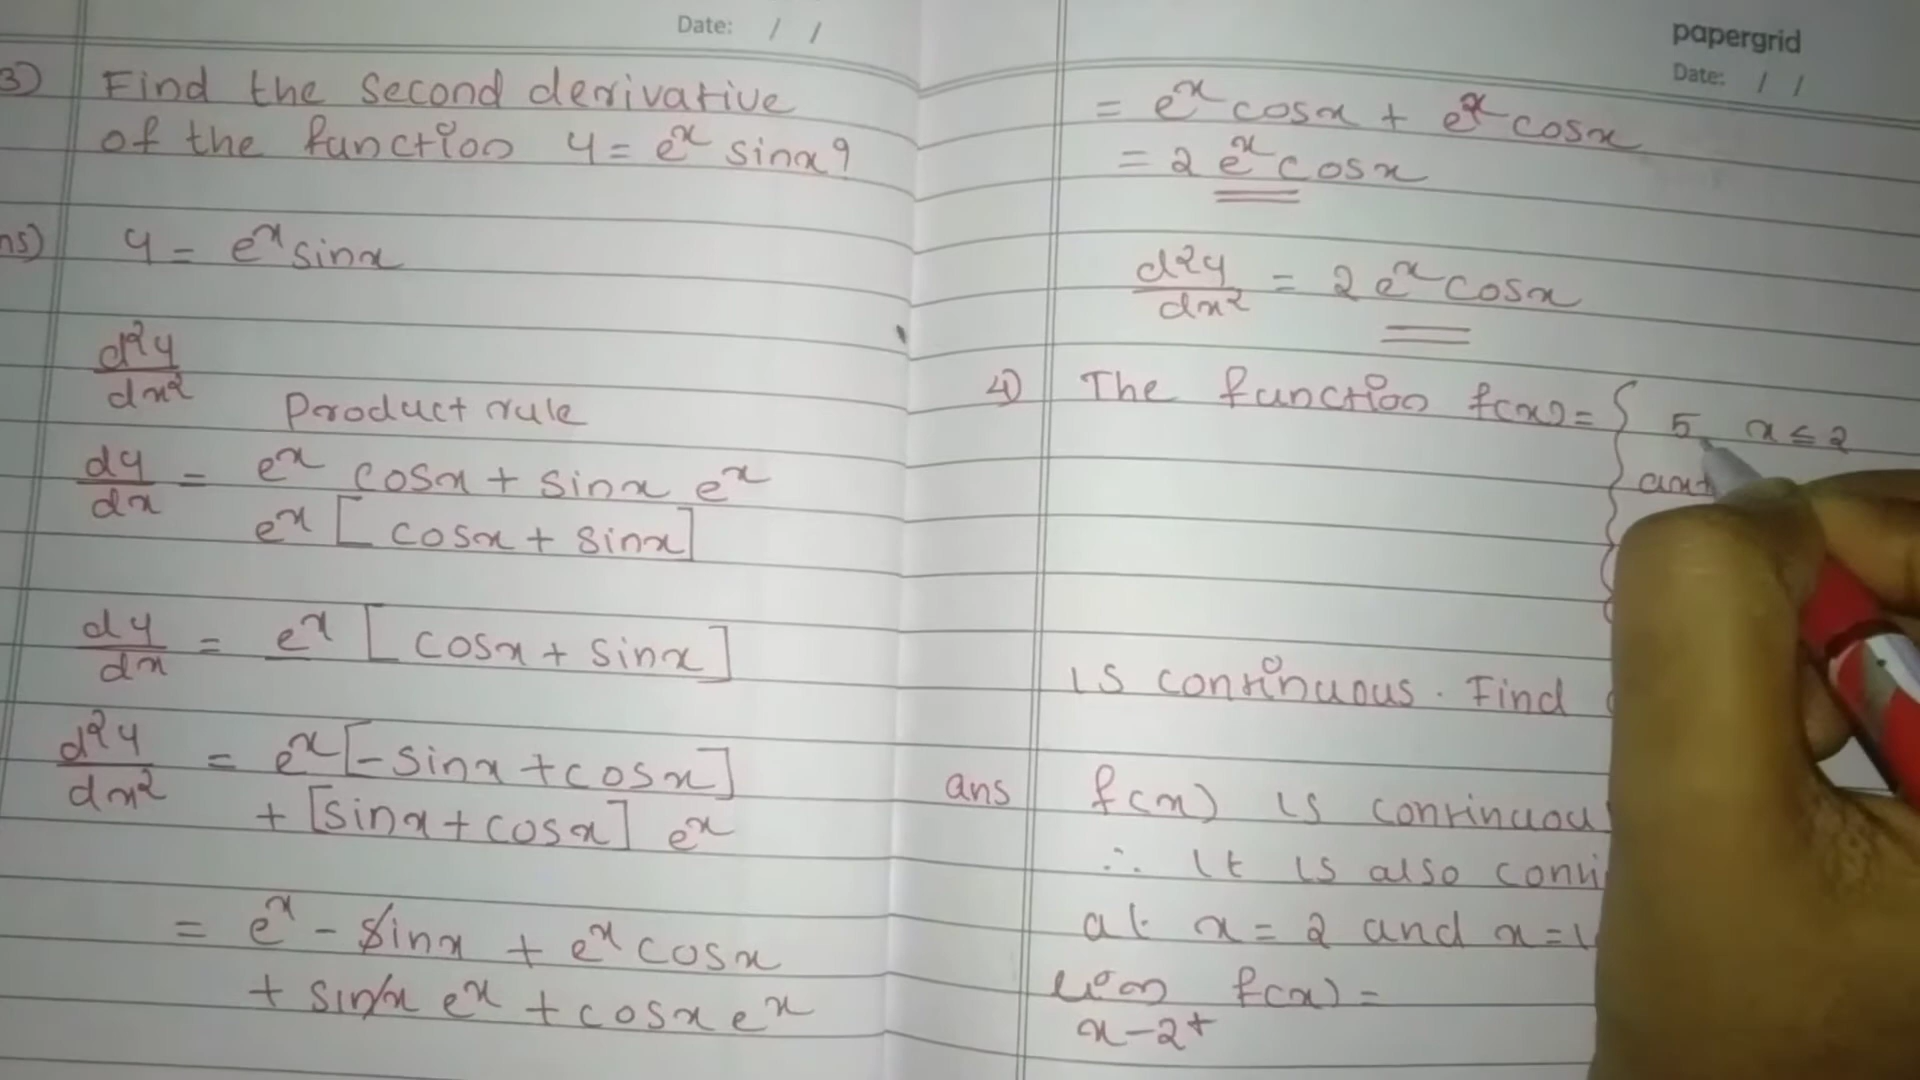 Date: / /
3) Find the second derivative
of the function y = e^x sinx?
ns) y = e^x sinx
d²y/dx²
Product rule
dy/dx = e^x cosx + sinx e^x
e^x [ cosx + sinx]
dy/dx = e^x [ cosx + sinx]
d²y/dx² = e^x[-sinx + cosx]
+ [sinx + cosx] e^x
= e^x - sinx + e^x cosx
+ sinx e^x + cosx e^x
papergrid
Date: / /
= e^x cosx + e^x cosx
= 2 e^x cosx
d²y/dx² = 2 e^x cosx
4) The function f(x) = { 5, x ≤ 2
ax+
is continuous. Find
ans f(x) is continuou
∴ It is also conti
at x = 2 and x = 1
lim f(x) =
x-2+